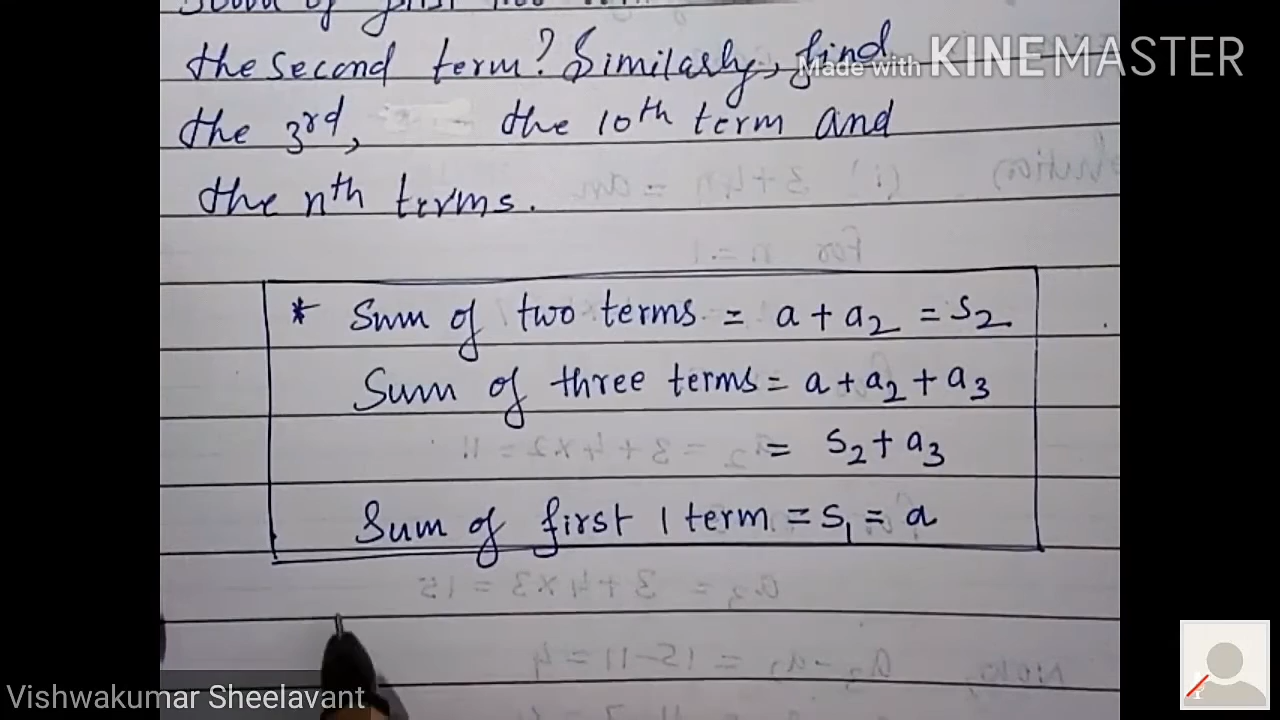 the second term? Similarly, find
Made with KINEMASTER
the 3rd, the 10th term and
the nth terms.
* Sum of two terms = a + a2 = S2
Sum of three terms = a + a2 + a3
= S2 + a3
Sum of first 1 term = S1 = a
Vishwakumar Sheelavant